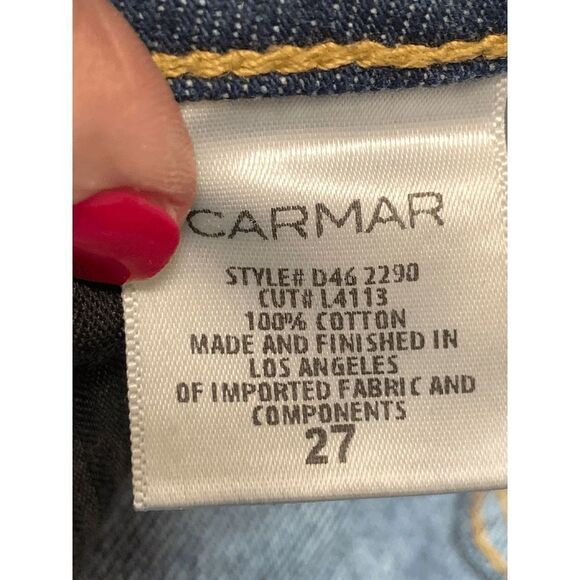 CARMAR
STYLE# D46 2290
CUT# L4113
100% COTTON
MADE AND FINISHED IN
LOS ANGELES
OF IMPORTED FABRIC AND
COMPONENTS
27